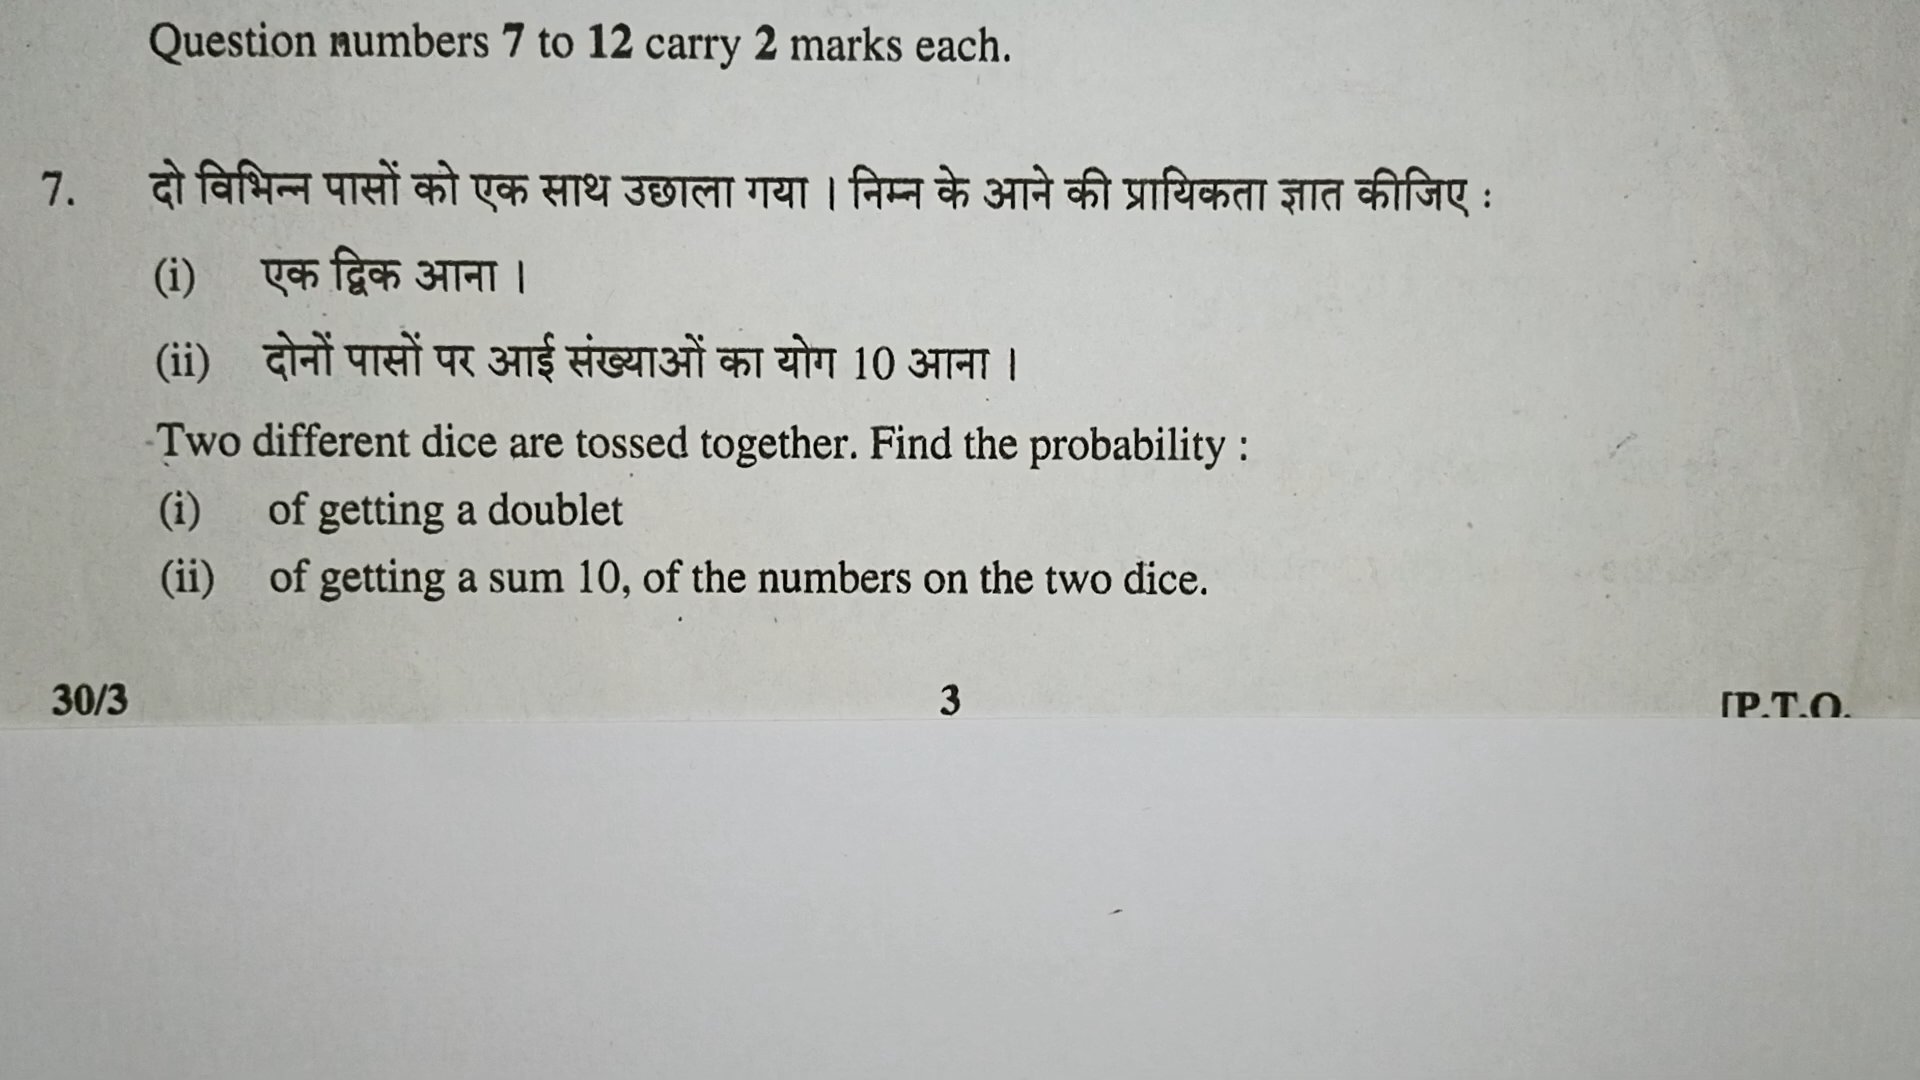 Question numbers 7 to 12 carry 2 marks each.
7. दो विभिन्न पासों को एक साथ उछाला गया । निम्न के आने की प्रायिकता ज्ञात कीजिए :
(i) एक द्विक आना ।
(ii) दोनों पासों पर आई संख्याओं का योग 10 आना ।
Two different dice are tossed together. Find the probability :
(i) of getting a doublet
(ii) of getting a sum 10, of the numbers on the two dice.
30/3 3 [P.T.O.